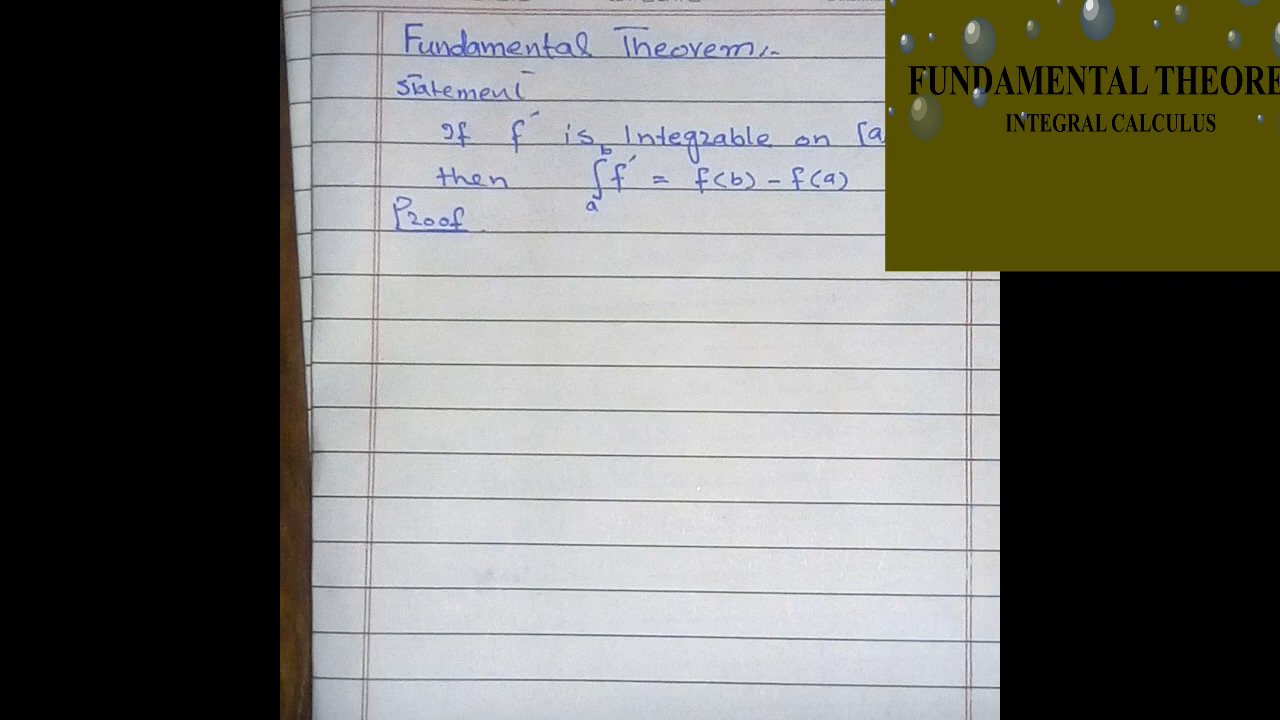 Fundamental Theorem:-
Statement
If f′ is Integrable on [a
then ∫ₐᵇ f′ = f(b) - f(a)
Proof
FUNDAMENTAL THEORE
INTEGRAL CALCULUS